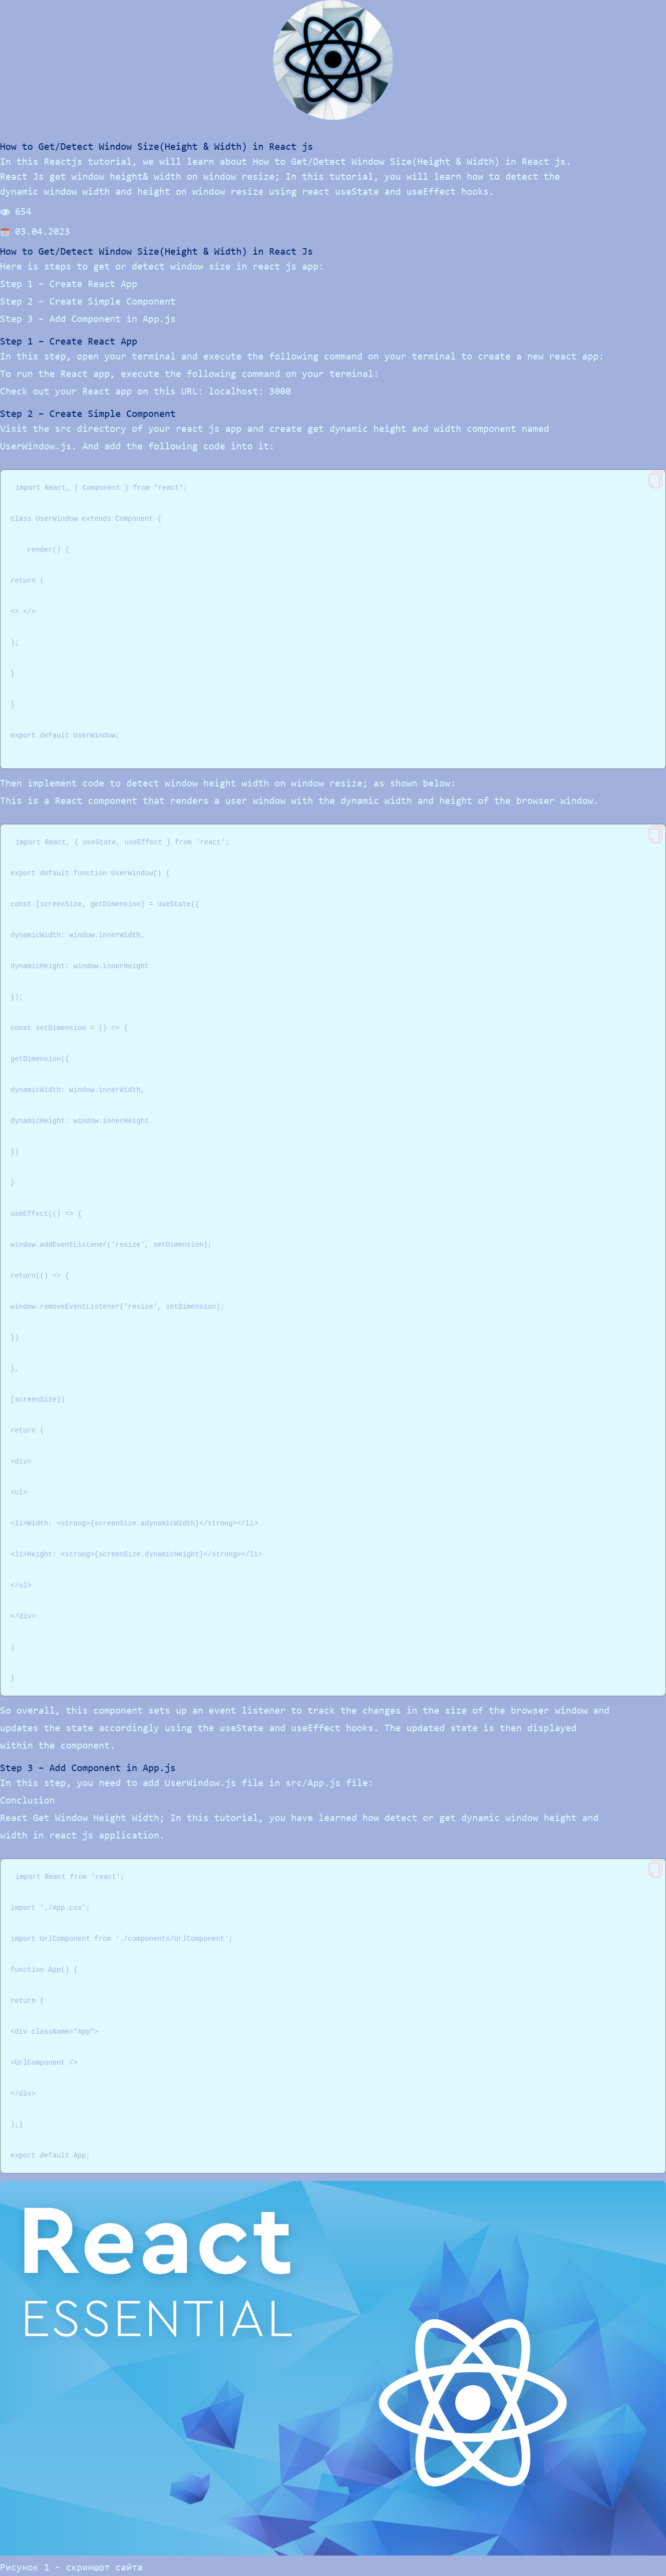 How to Get/Detect Window Size(Height & Width) in React js
In this Reactjs tutorial, we will learn about How to Get/Detect Window Size(Height & Width) in React js.
React Js get window height& width on window resize; In this tutorial, you will learn how to detect the
dynamic window width and height on window resize using react useState and useEffect hooks.
654
03.04.2023
How to Get/Detect Window Size(Height & Width) in React Js
Here is steps to get or detect window size in react js app:
Step 1 – Create React App
Step 2 – Create Simple Component
Step 3 – Add Component in App.js
Step 1 – Create React App
In this step, open your terminal and execute the following command on your terminal to create a new react app:
To run the React app, execute the following command on your terminal:
Check out your React app on this URL: localhost: 3000
Step 2 – Create Simple Component
Visit the src directory of your react js app and create get dynamic height and width component named
UserWindow.js. And add the following code into it:
import React, { Component } from "react";
class UserWindow extends Component {
render() {
return (
<> </>
);
}
}
export default UserWindow;
Then implement code to detect window height width on window resize; as shown below:
This is a React component that renders a user window with the dynamic width and height of the browser window.
import React, { useState, useEffect } from 'react';
export default function UserWindow() {
const [screenSize, getDimension] = useState({
dynamicWidth: window.innerWidth,
dynamicHeight: window.innerHeight
});
const setDimension = () => {
getDimension({
dynamicWidth: window.innerWidth,
dynamicHeight: window.innerHeight
})
}
useEffect(() => {
window.addEventListener('resize', setDimension);
return(() => {
window.removeEventListener('resize', setDimension);
})
},
[screenSize])
return (
<div>
<ul>
<li>Width: <strong>{screenSize.adynamicWidth}</strong></li>
<li>Height: <strong>{screenSize.dynamicHeight}</strong></li>
</ul>
</div>
)
}
So overall, this component sets up an event listener to track the changes in the size of the browser window and
updates the state accordingly using the useState and useEffect hooks. The updated state is then displayed
within the component.
Step 3 – Add Component in App.js
In this step, you need to add UserWindow.js file in src/App.js file:
Conclusion
React Get Window Height Width; In this tutorial, you have learned how detect or get dynamic window height and
width in react js application.
import React from 'react';
import './App.css';
import UrlComponent from './components/UrlComponent';
function App() {
return (
<div className="App">
<UrlComponent />
</div>
);}
export default App;
React
ESSENTIAL
Рисунок 1 - скриншот сайта